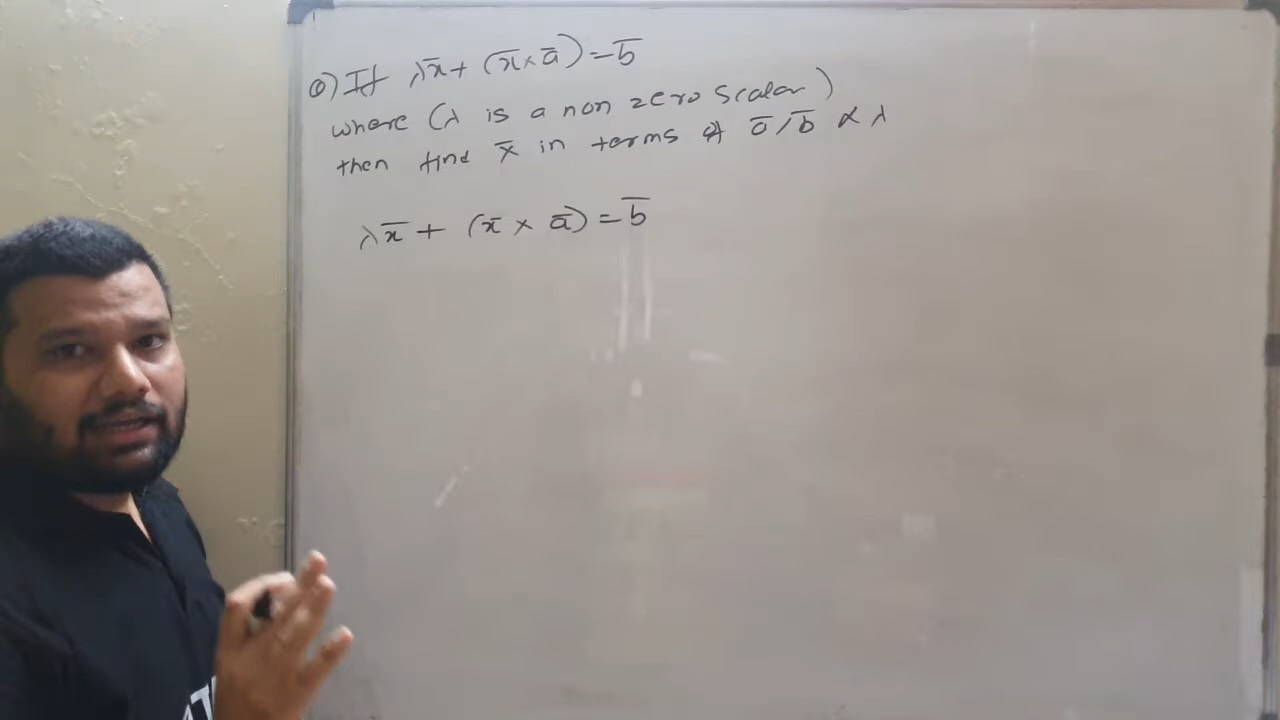 Q) If λx̄ + (x̄ × ā) = b̄
where (λ is a non zero scalar)
then find x̄ in terms of ā, b̄ & λ
λx̄ + (x̄ × ā) = b̄